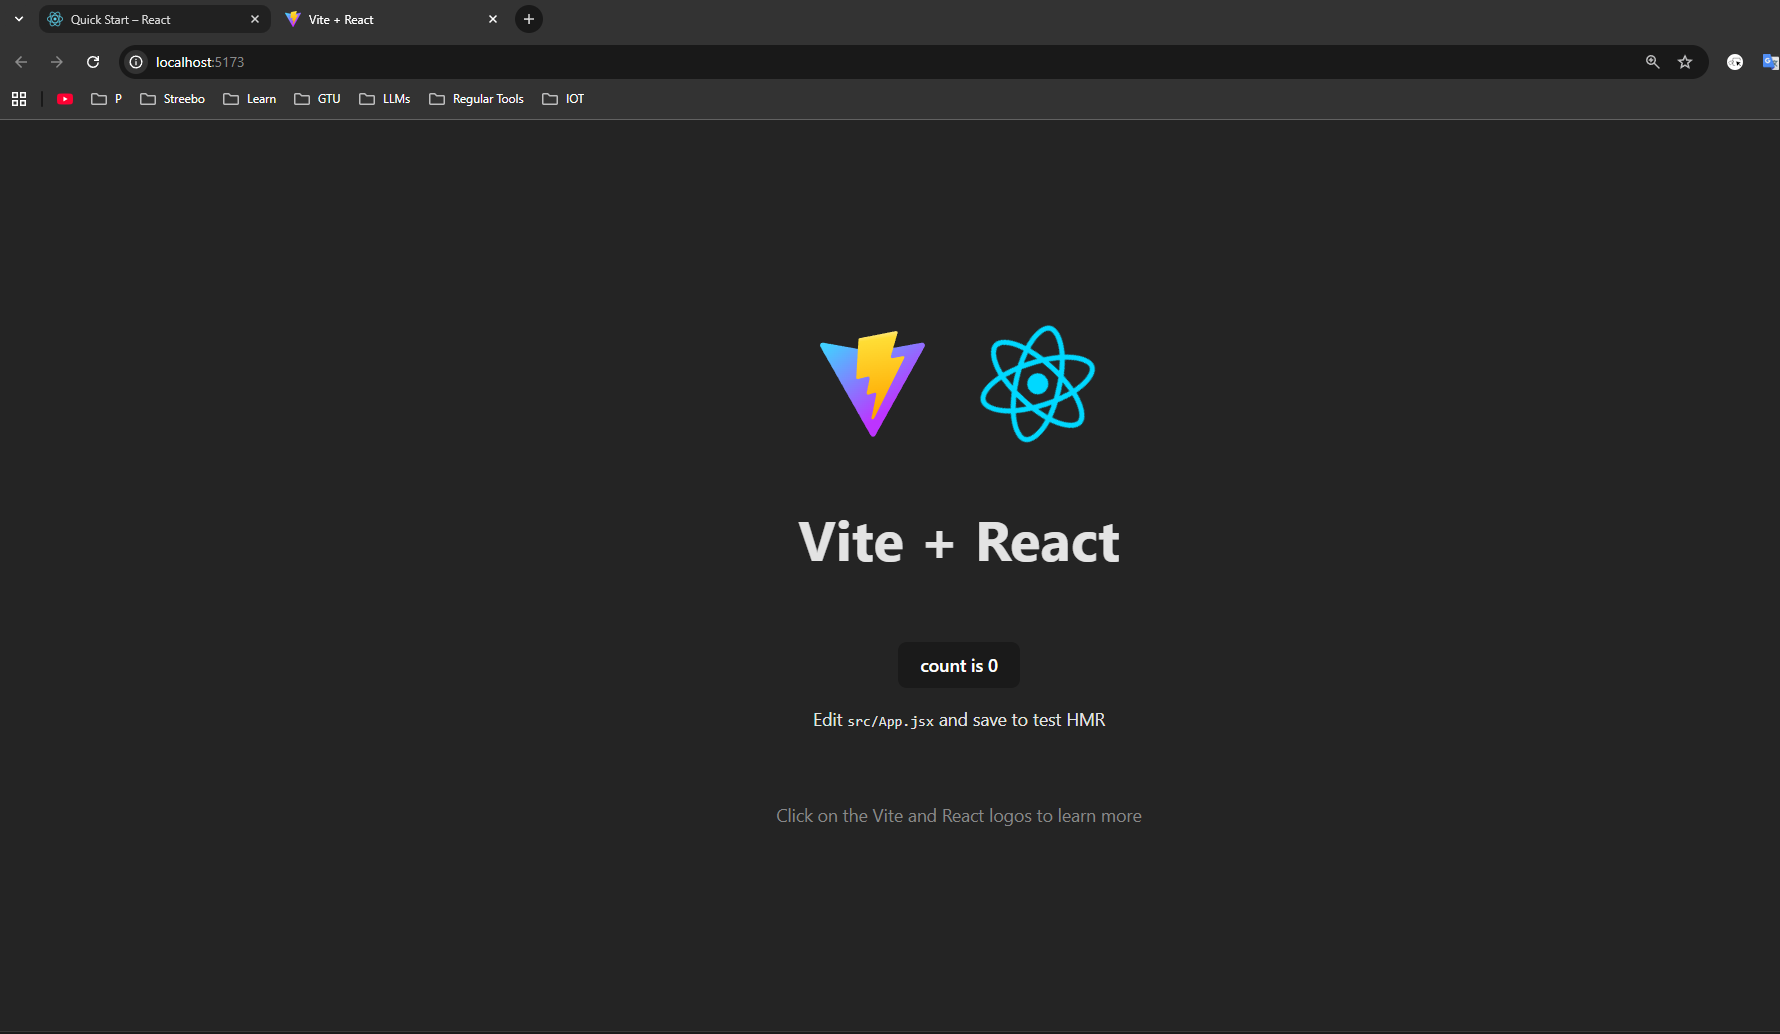 Quick Start – React
Vite + React
localhost:5173
P
Streebo
Learn
GTU
LLMs
Regular Tools
IOT
Vite + React
count is 0
Edit src/App.jsx and save to test HMR
Click on the Vite and React logos to learn more